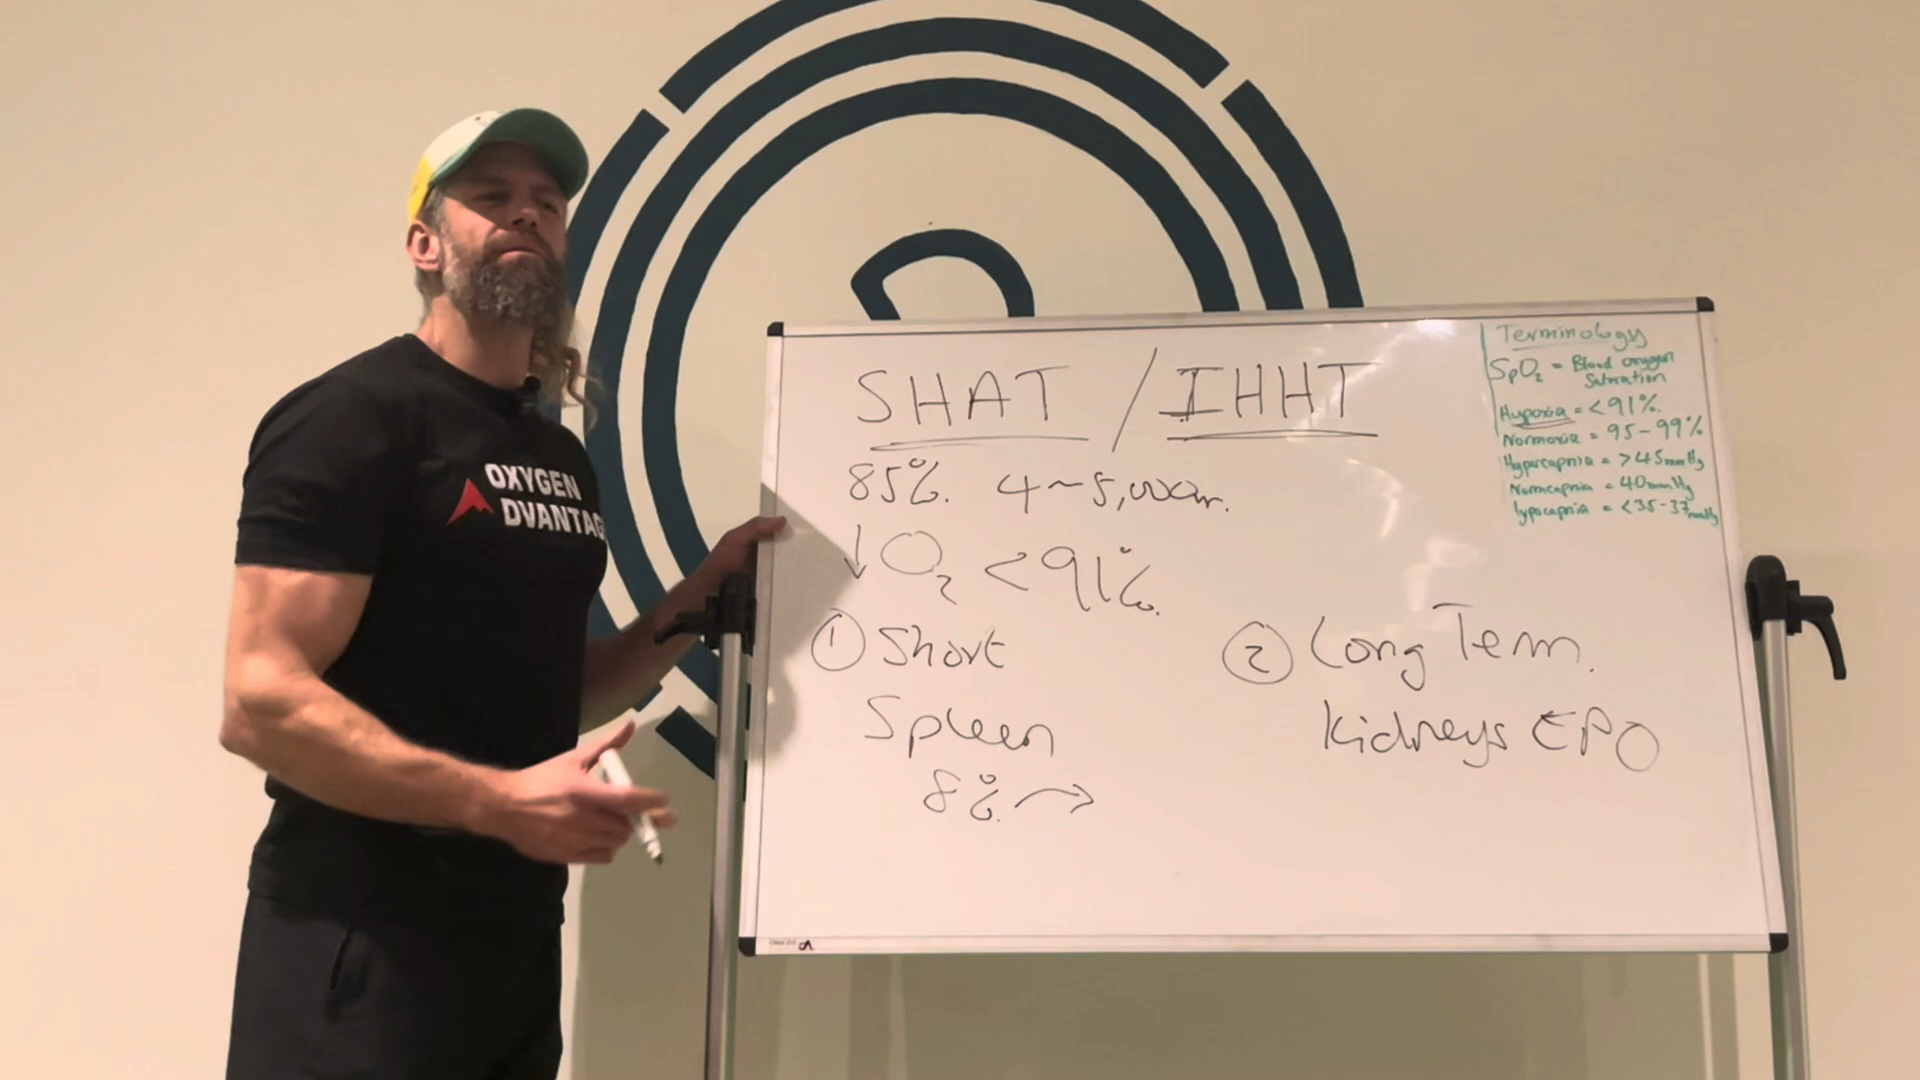 OXYGEN
DVANTAG
SHAT / IHHT
85%. 4~5,000m.
↓ O₂ <91%.
① Short
Spleen
8% →
② Long Term.
Kidneys EPO
Terminology
SpO₂ = Blood oxygen
Saturation
Hypoxia = <91%.
Normoxia = 95-99%
Hypercapnia = >45mmHg
Normcapnia = 40mmHg
hypocapnia = <35-37mmHg